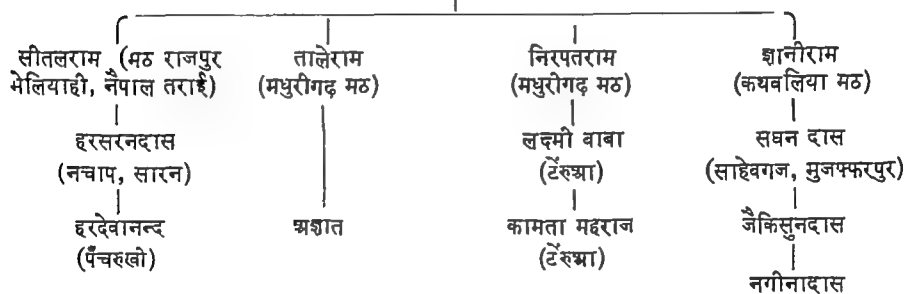 सीतलराम (मठ राजपुर
भेलियाही, नैपाल तराई)
हरसरनदास
(नचाप, सारन)
हरदेवानन्द
(पँचरुखी)
तालेराम
(मधुरीगढ़ मठ)
अज्ञात
निरपतराम
(मधुरीगढ़ मठ)
लक्ष्मी बाबा
(टेंरुआ)
कामता महराज
(टेंरुआ)
ज्ञानीराम
(कथवलिया मठ)
सघन दास
(साहेवगज, मुजफ्फरपुर)
जैकिसुनदास
नगीनादास